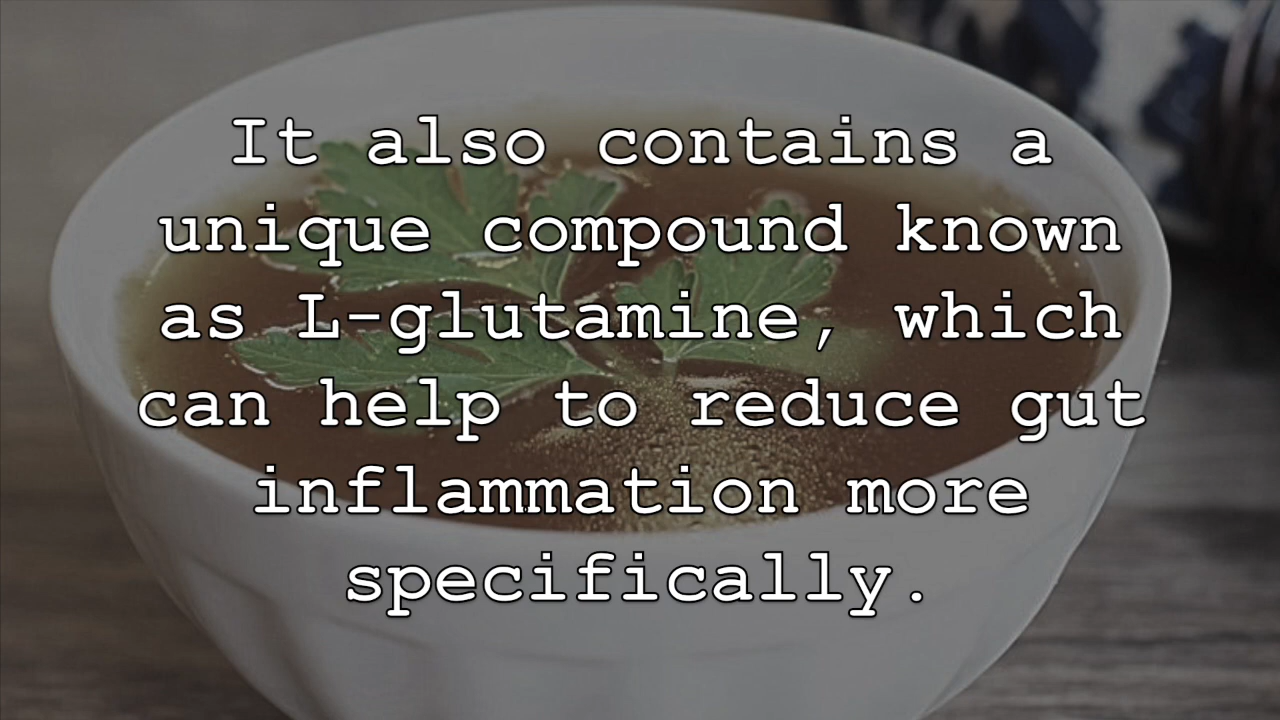 It also contains a
unique compound known
as L-glutamine, which
can help to reduce gut
inflammation more
specifically.